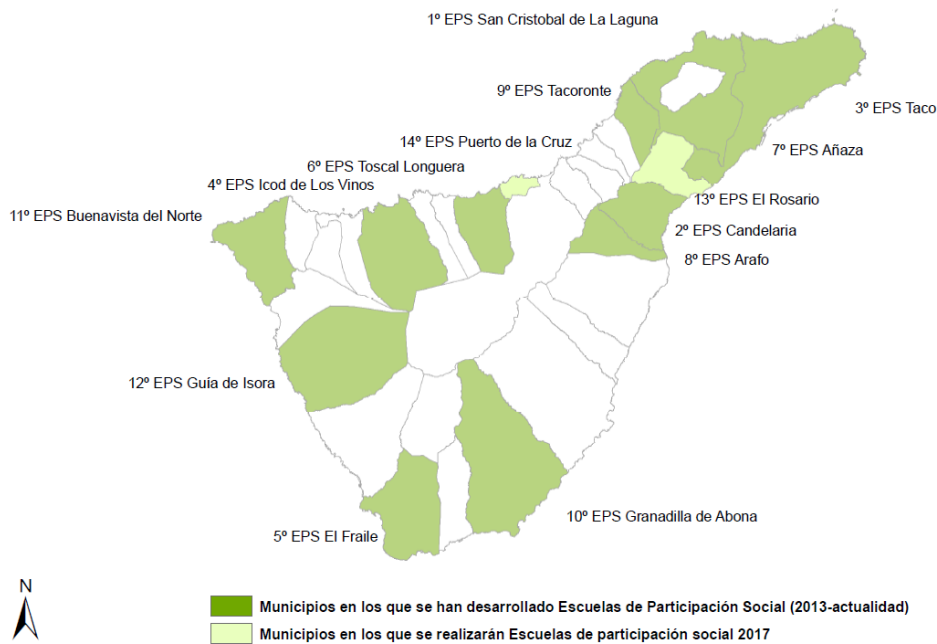 1º EPS San Cristobal de La Laguna
9º EPS Tacoronte
3º EPS Taco
14º EPS Puerto de la Cruz
7º EPS Añaza
6º EPS Toscal Longuera
4º EPS Icod de Los Vinos
13º EPS El Rosario
11º EPS Buenavista del Norte
2º EPS Candelaria
8º EPS Arafo
12º EPS Guía de Isora
10º EPS Granadilla de Abona
5º EPS El Fraile
N
Municipios en los que se han desarrollado Escuelas de Participación Social (2013-actualidad)
Municipios en los que se realizarán Escuelas de participación social 2017